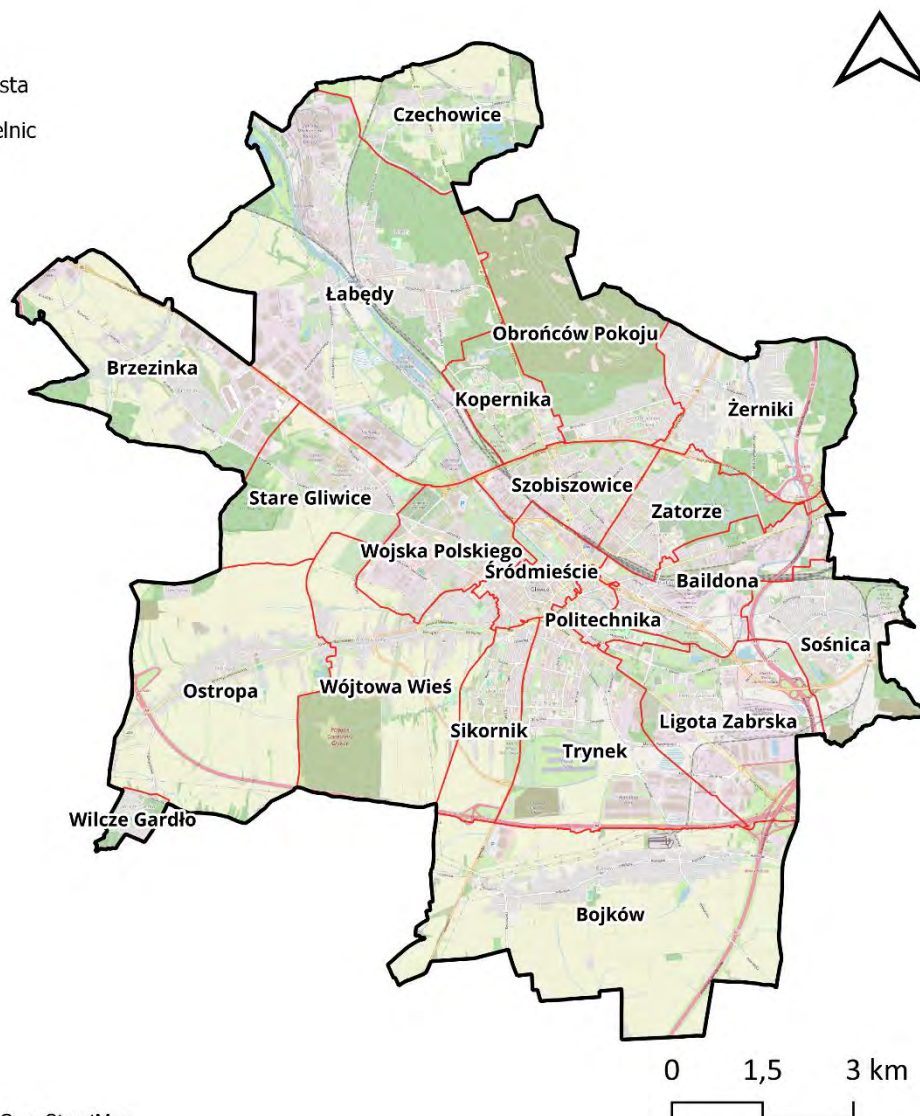 sta
elnic
Czechowice
Łabędy
Obrońców Pokoju
Brzezinka
Kopernika
Żerniki
Szobiszowice
Stare Gliwice
Zatorze
Wojska Polskiego
Śródmieście
Baildona
Politechnika
Sośnica
Ostropa
Wójtowa Wieś
Ligota Zabrska
Sikornik
Trynek
Wilcze Gardło
Bojków
0 1,5 3 km